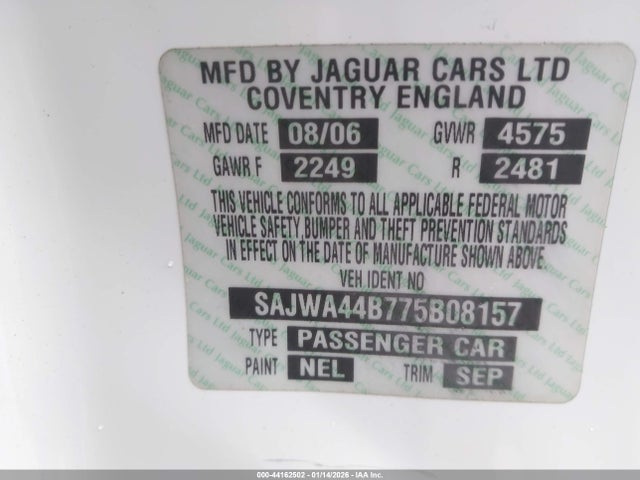 MFD BY JAGUAR CARS LTD
COVENTRY ENGLAND
MFD DATE 08/06 GVWR 4575
GAWR F 2249 R 2481
THIS VEHICLE CONFORMS TO ALL APPLICABLE FEDERAL MOTOR
VEHICLE SAFETY,BUMPER AND THEFT PREVENTION STANDARDS
IN EFFECT ON THE DATE OF MANUFACTURE SHOWN ABOVE.
VEH IDENT NO
SAJWA44B775B08157
TYPE PASSENGER CAR
PAINT NEL TRIM SEP
000-44162502 - 01/14/2026 - IAA Inc.